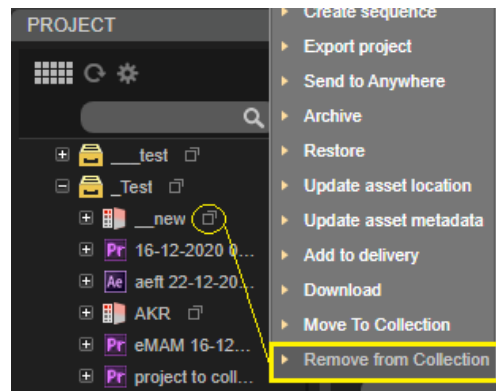 PROJECT
___test
_Test
__new
Pr 16-12-2020 0...
Ae aeft 22-12-20...
AKR
Pr eMAM 16-12...
Pr project to coll...
Create sequence
Export project
Send to Anywhere
Archive
Restore
Update asset location
Update asset metadata
Add to delivery
Download
Move To Collection
Remove from Collection